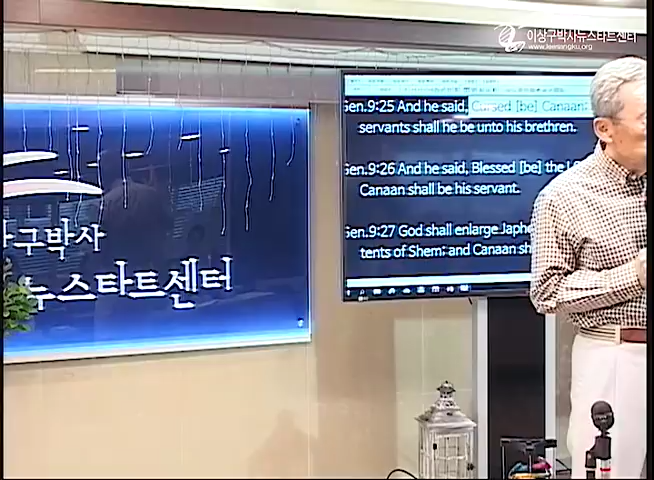 이상구박사뉴스타트센터
www.leesangku.org
Gen.9:25 And he said, Cursed [be] Canaan;
servants shall he be unto his brethren.
Gen.9:26 And he said, Blessed [be] the
Canaan shall be his servant.
Gen.9:27 God shall enlarge
tents of Shem; and Canaan
구박사
뉴스타트센터